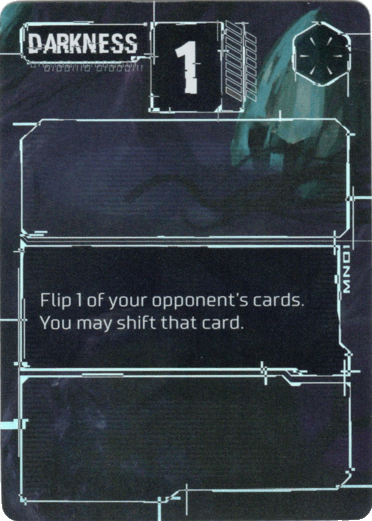 DARKNESS
1
Flip 1 of your opponent's cards.
You may shift that card.
MN01